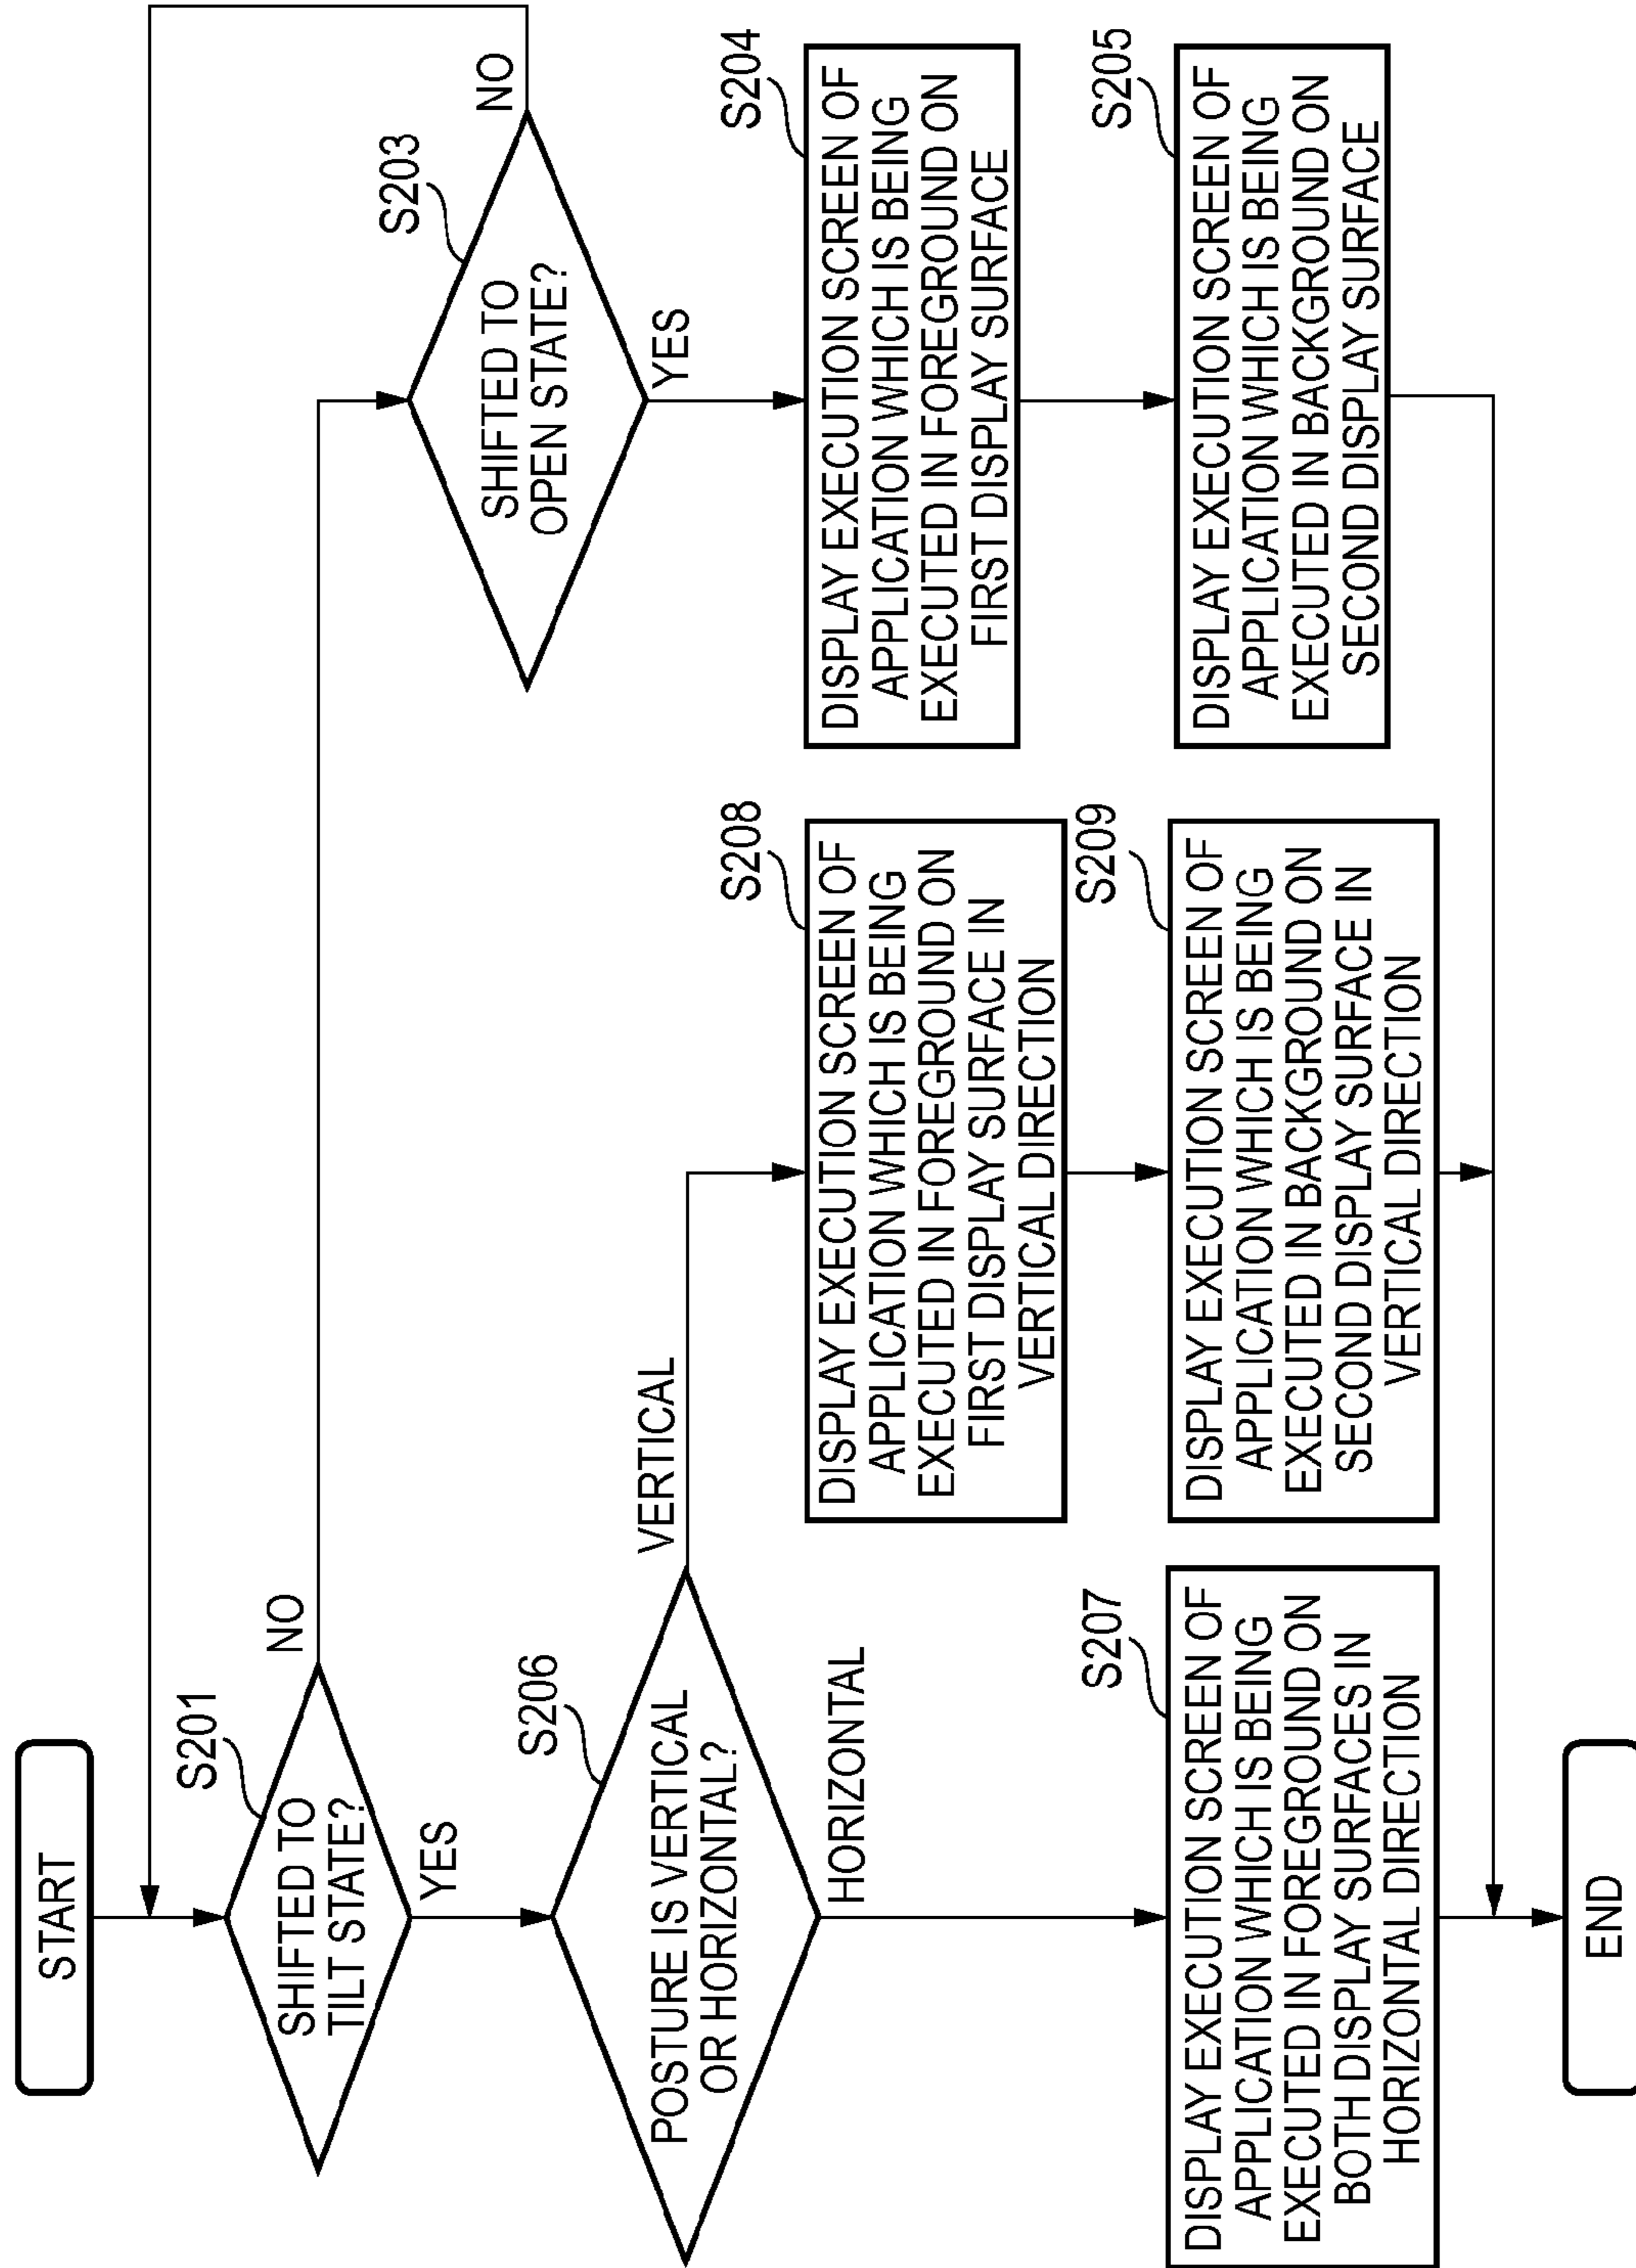 START
S201
SHIFTED TO
TILT STATE?
NO
YES
S203
SHIFTED TO
OPEN STATE?
NO
YES
S206
POSTURE IS VERTICAL
OR HORIZONTAL?
VERTICAL
HORIZONTAL
S207
DISPLAY EXECUTION SCREEN OF
APPLICATION WHICH IS BEING
EXECUTED IN FOREGROUND ON
BOTH DISPLAY SURFACES IN
HORIZONTAL DIRECTION
S208
DISPLAY EXECUTION SCREEN OF
APPLICATION WHICH IS BEING
EXECUTED IN FOREGROUND ON
FIRST DISPLAY SURFACE IN
VERTICAL DIRECTION
S209
DISPLAY EXECUTION SCREEN OF
APPLICATION WHICH IS BEING
EXECUTED IN BACKGROUND ON
SECOND DISPLAY SURFACE IN
VERTICAL DIRECTION
S204
DISPLAY EXECUTION SCREEN OF
APPLICATION WHICH IS BEING
EXECUTED IN FOREGROUND ON
FIRST DISPLAY SURFACE
S205
DISPLAY EXECUTION SCREEN OF
APPLICATION WHICH IS BEING
EXECUTED IN BACKGROUND ON
SECOND DISPLAY SURFACE
END